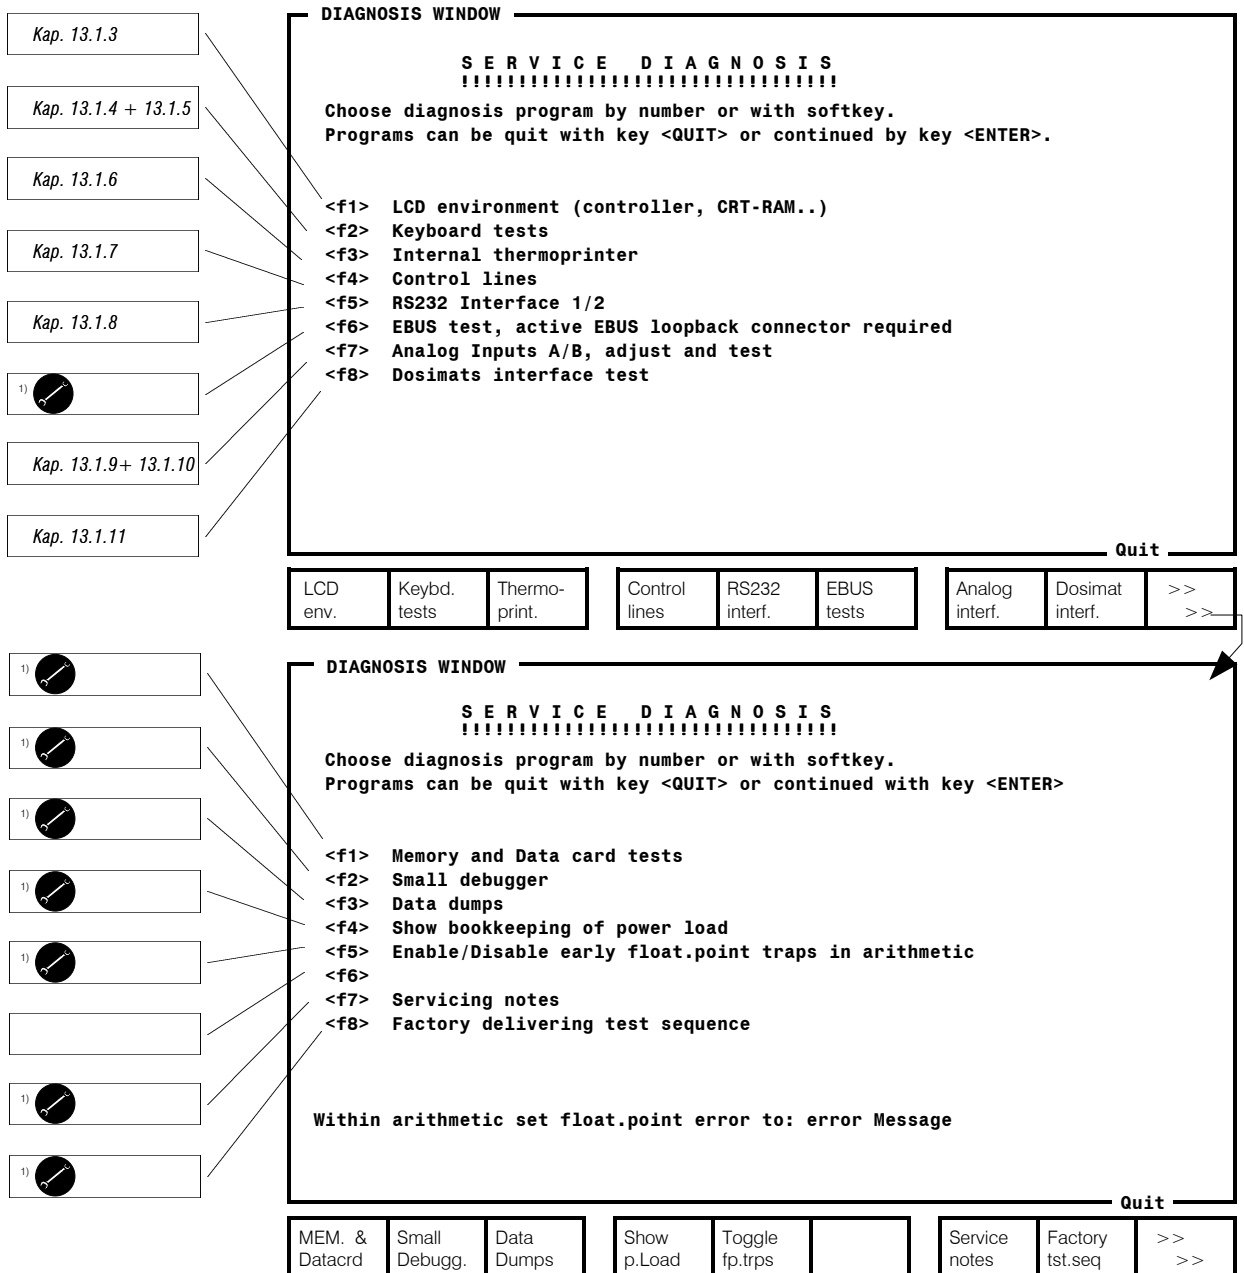 DIAGNOSIS WINDOW
Kap. 13.1.3
S E R V I C E   D I A G N O S I S
!!!!!!!!!!!!!!!!!!!!!!!!!!!!!!!!!
Kap. 13.1.4 + 13.1.5
Choose diagnosis program by number or with softkey.
Programs can be quit with key <QUIT> or continued by key <ENTER>.
Kap. 13.1.6
<f1> LCD environment (controller, CRT-RAM..)
<f2> Keyboard tests
Kap. 13.1.7
<f3> Internal thermoprinter
<f4> Control lines
<f5> RS232 Interface 1/2
Kap. 13.1.8
<f6> EBUS test, active EBUS loopback connector required
<f7> Analog Inputs A/B, adjust and test
<f8> Dosimats interface test
1)
Kap. 13.1.9+ 13.1.10
Kap. 13.1.11
Quit
LCD env.
Keybd. tests
Thermo- print.
Control lines
RS232 interf.
EBUS tests
Analog interf.
Dosimat interf.
>> >>
DIAGNOSIS WINDOW
1)
S E R V I C E   D I A G N O S I S
!!!!!!!!!!!!!!!!!!!!!!!!!!!!!!!!!
1)
Choose diagnosis program by number or with softkey.
Programs can be quit with key <QUIT> or continued with key <ENTER>
1)
<f1> Memory and Data card tests
<f2> Small debugger
1)
<f3> Data dumps
<f4> Show bookkeeping of power load
<f5> Enable/Disable early float.point traps in arithmetic
1)
<f6>
<f7> Servicing notes
<f8> Factory delivering test sequence
1)
Within arithmetic set float.point error to: error Message
1)
Quit
MEM. & Datacrd
Small Debugg.
Data Dumps
Show p.Load
Toggle fp.trps
Service notes
Factory tst.seq
>> >>